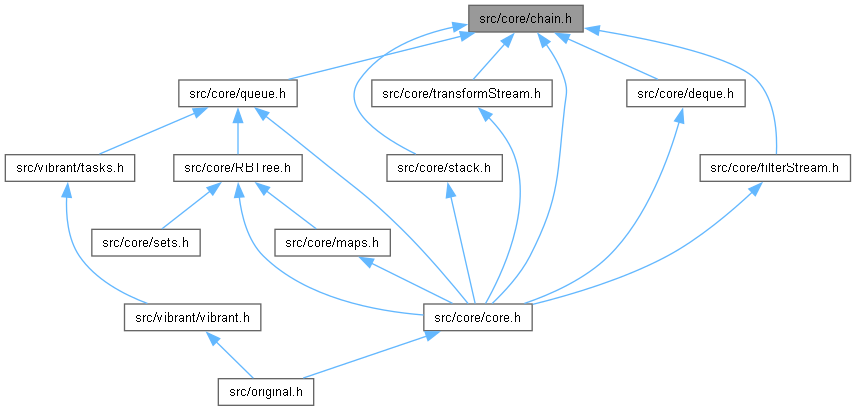 src/core/chain.h
src/core/queue.h
src/core/transformStream.h
src/core/deque.h
src/vibrant/tasks.h
src/core/RBTree.h
src/core/stack.h
src/core/filterStream.h
src/core/sets.h
src/core/maps.h
src/vibrant/vibrant.h
src/core/core.h
src/original.h